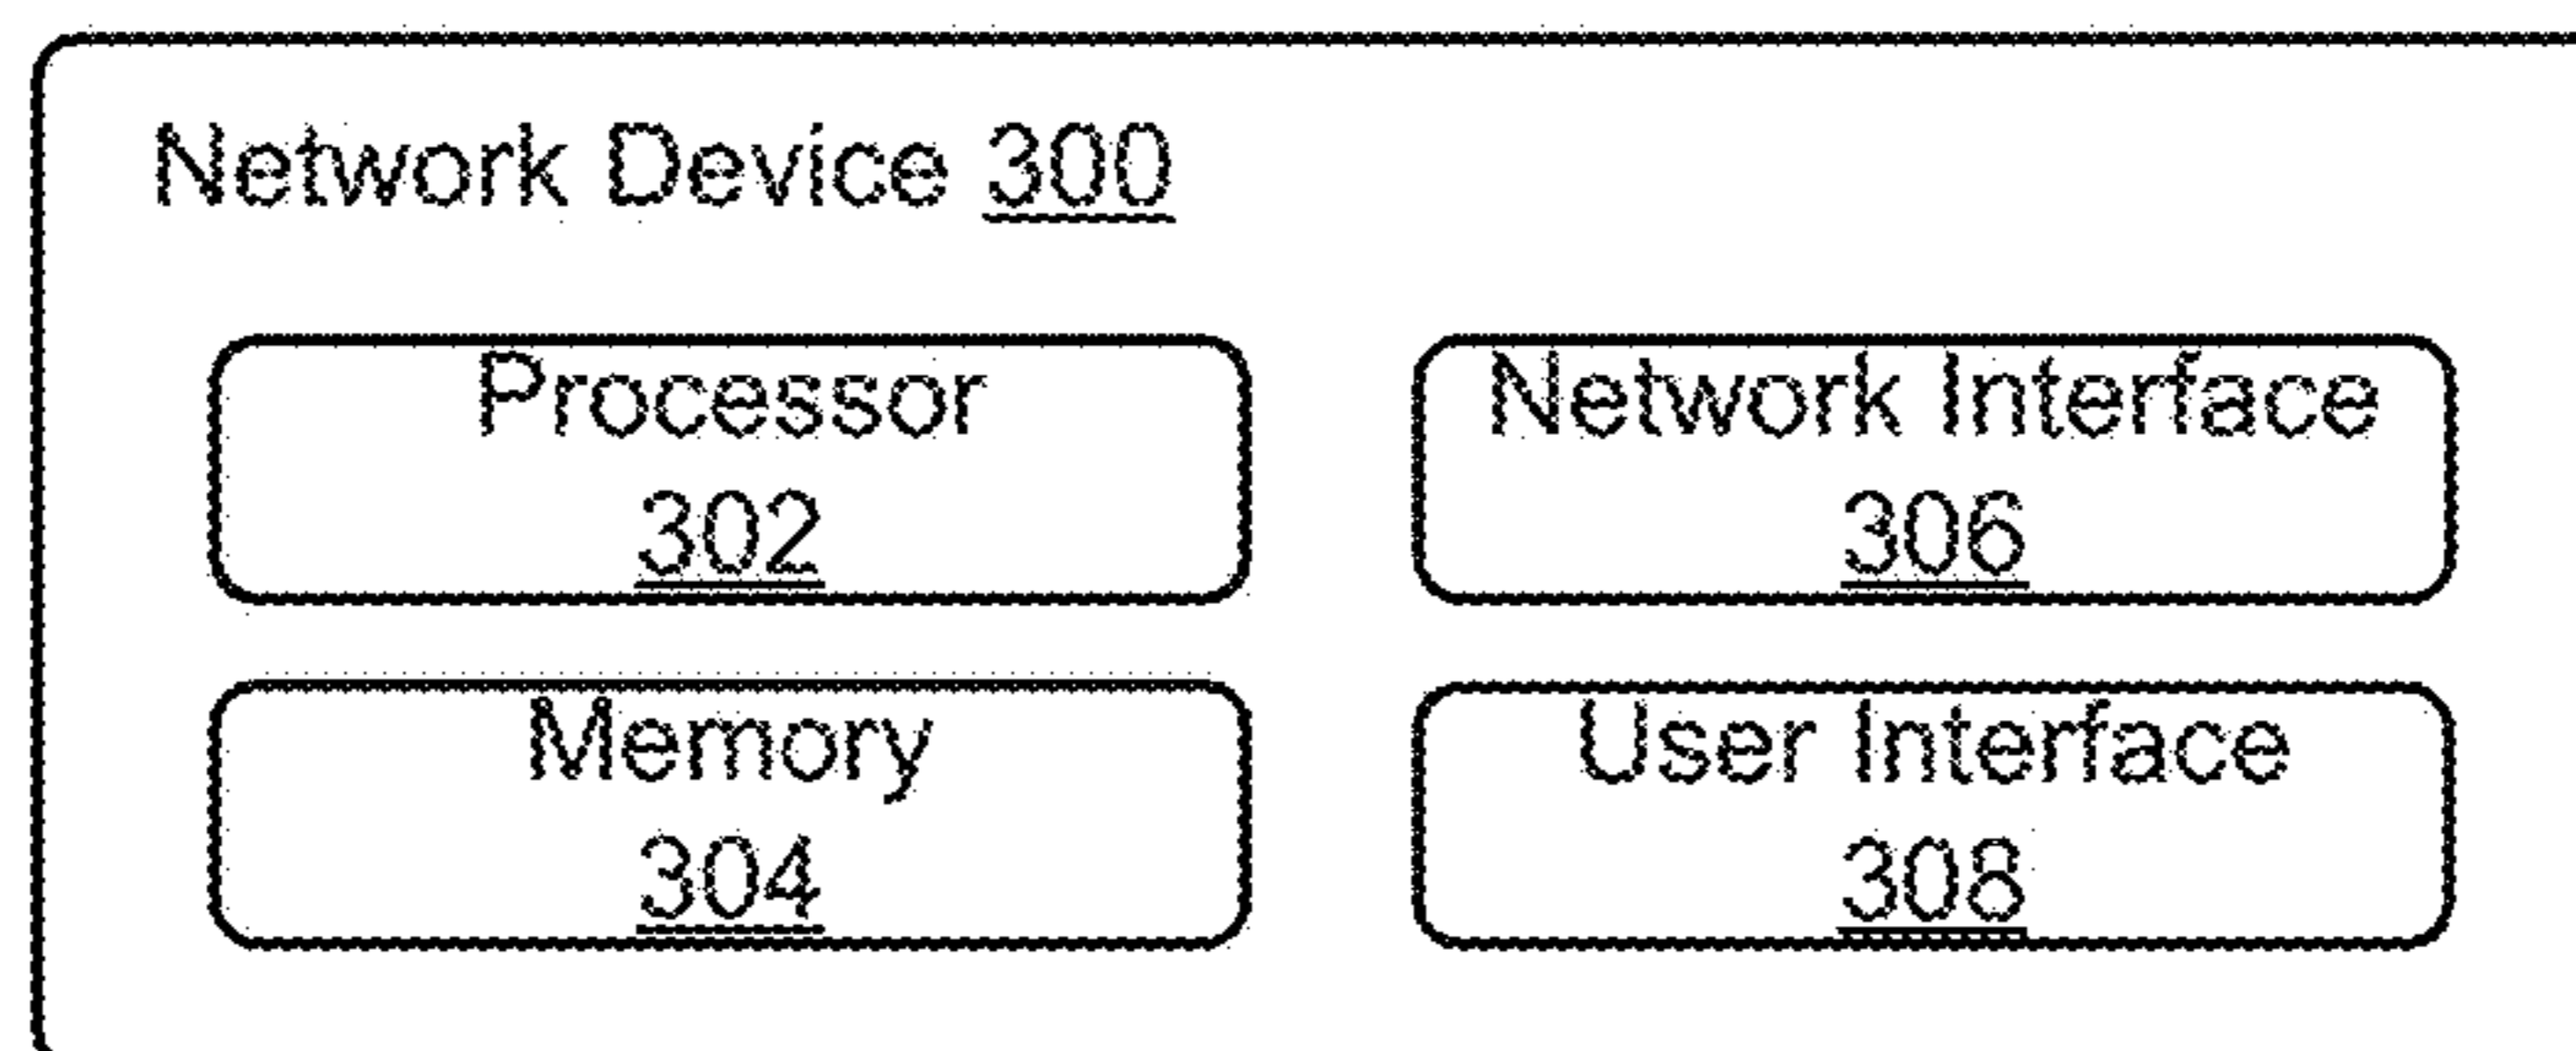 Network Device 300
Processor
302
Network Interface
306
Memory
304
User Interface
308